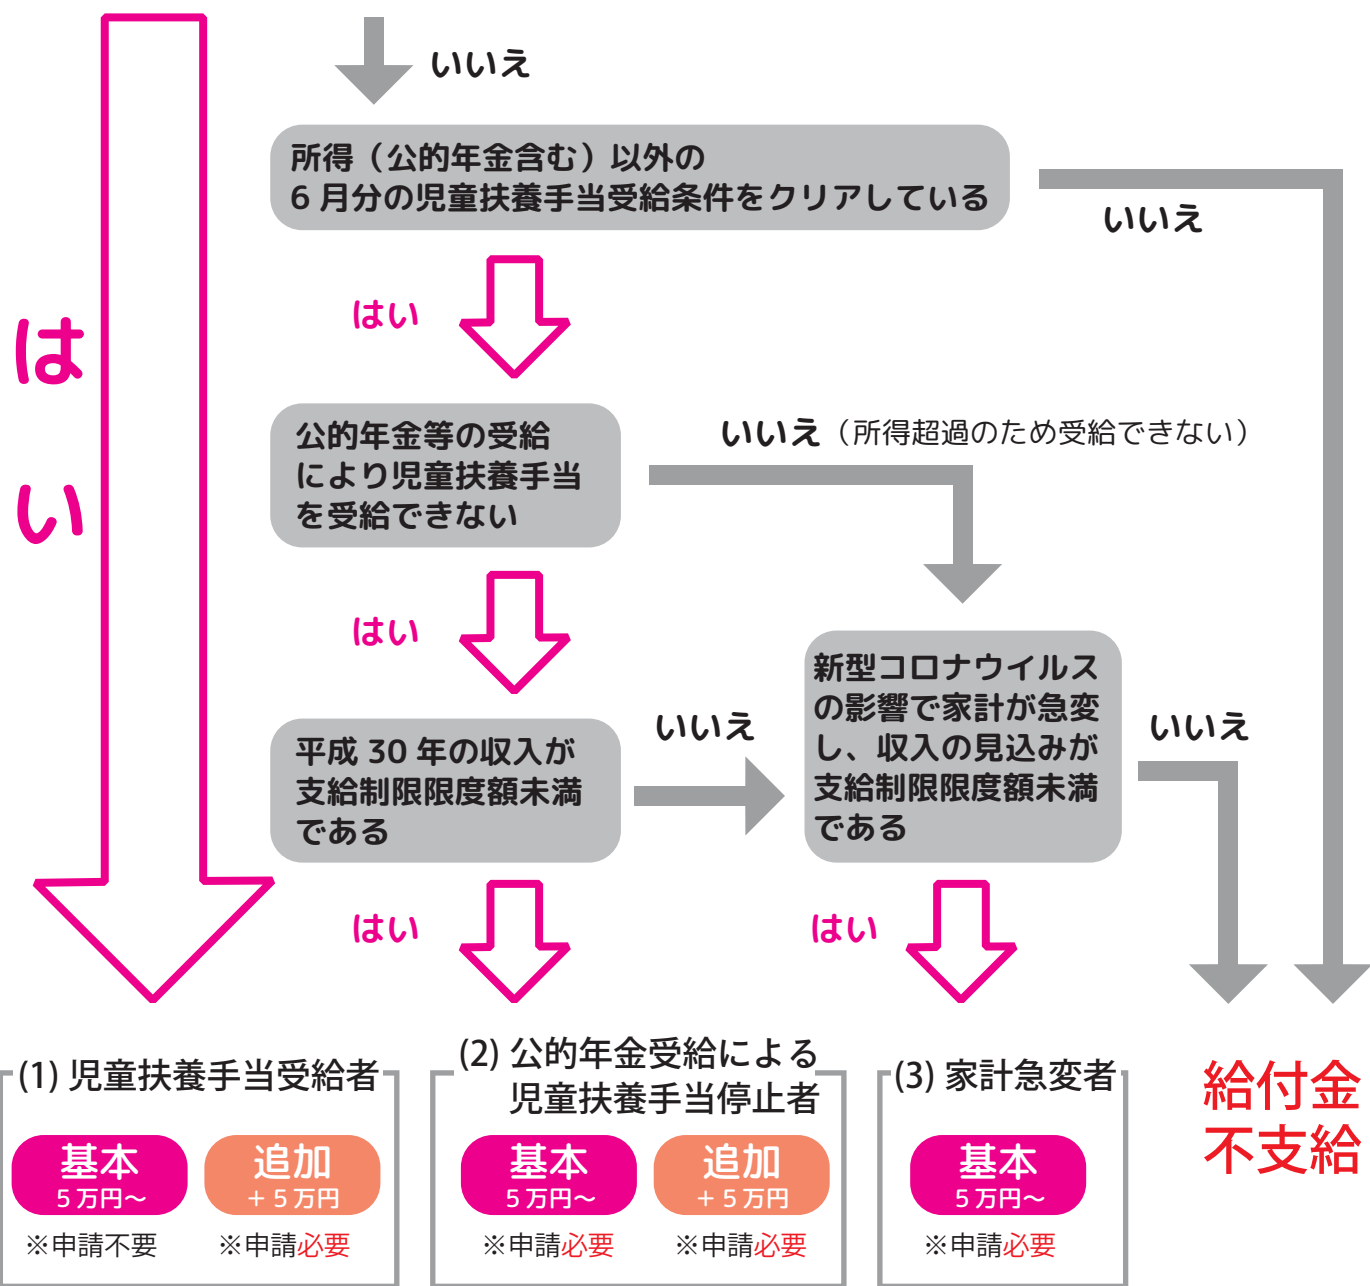 いいえ
所得（公的年金含む）以外の
6 月分の児童扶養手当受給条件をクリアしている
いいえ
はい
はい
公的年金等の受給
により児童扶養手当
を受給できない
いいえ（所得超過のため受給できない）
はい
新型コロナウイルス
の影響で家計が急変
し、収入の見込みが
支給制限限度額未満
である
平成 30 年の収入が
支給制限限度額未満
である
いいえ
いいえ
はい
はい
(1) 児童扶養手当受給者
基本
５万円～
※申請不要
追加
＋５万円
※申請必要
(2) 公的年金受給による
児童扶養手当停止者
基本
５万円～
※申請必要
追加
＋５万円
※申請必要
(3) 家計急変者
基本
５万円～
※申請必要
給付金
不支給